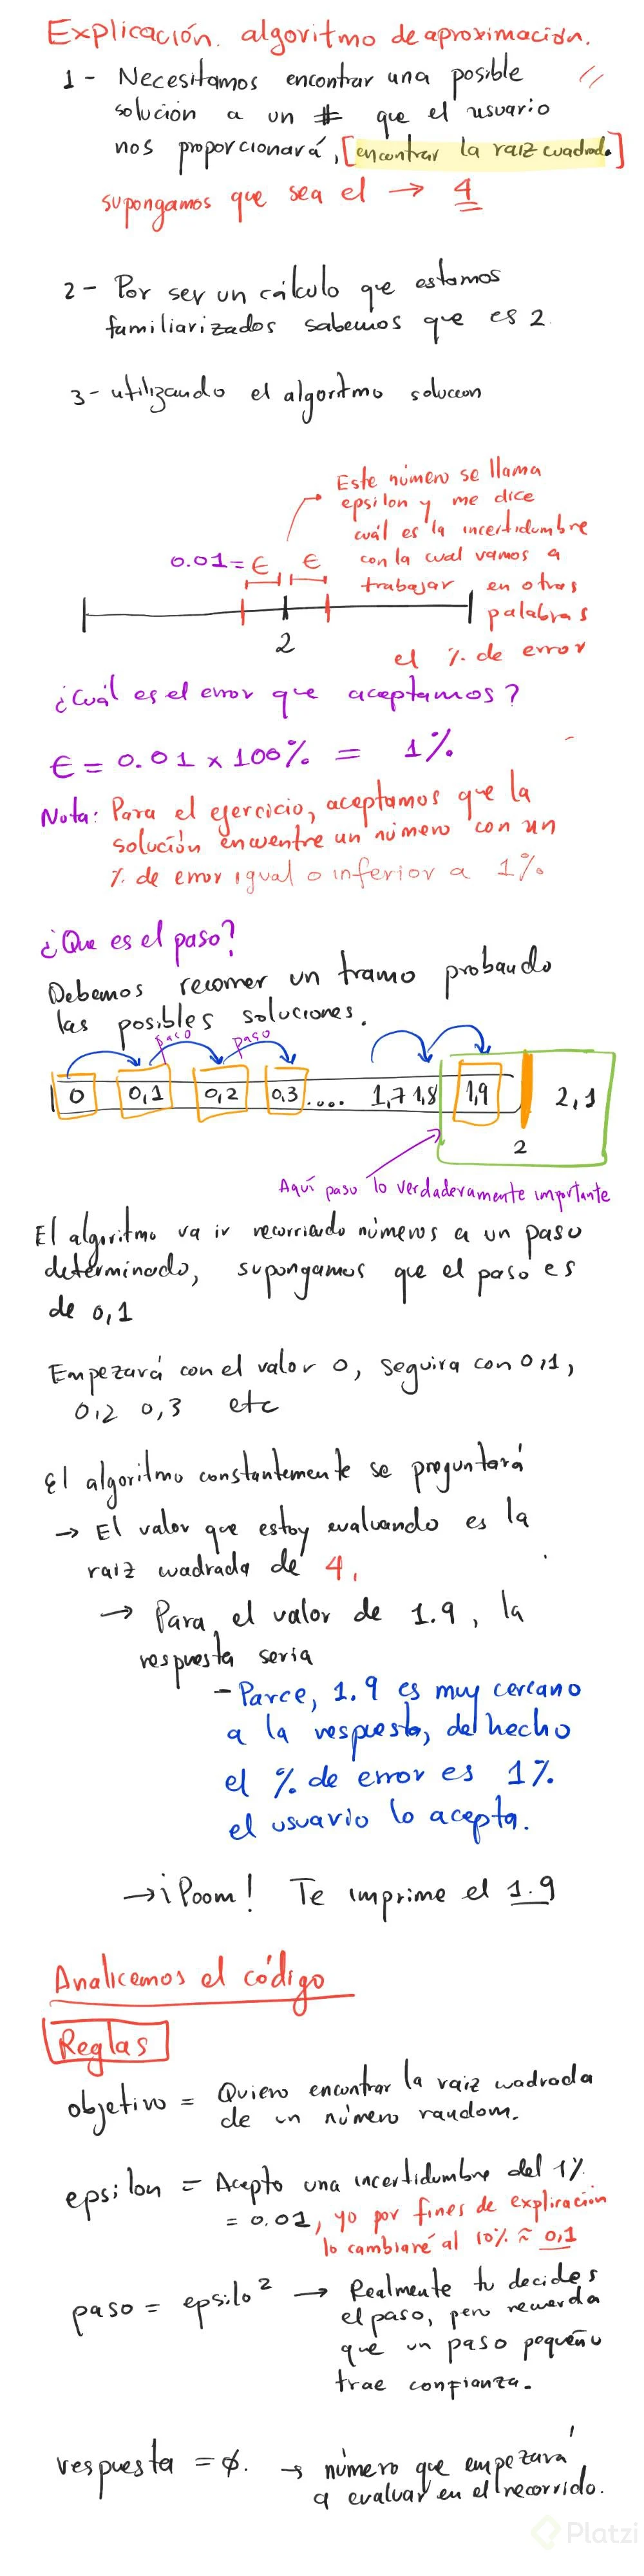 Explicación. algoritmo de aproximación.
1 - Necesitamos encontrar una posible
solución a un # que el usuario
nos proporcionará, [encontrar la raiz cuadrada]
supongamos que sea el → 4
2 - Por ser un cálculo que estamos
familiarizados sabemos que es 2.
3 - utilizando el algoritmo solucion
Este número se llama
epsilon y me dice
cuál es la incertidumbre
con la cual vamos a
trabajar en otras
palabras
el % de error
0.01 = ε ε
2
¿Cuál es el error que aceptamos?
ε = 0.01 x 100% = 1%
Nota: Para el ejercicio, aceptamos que la
solución encuentre un número con un
% de error igual o inferior a 1%.
¿Que es el paso?
Debemos recorrer un tramo probando
las posibles soluciones.
paso paso
0 0,1 0,2 0,3 .... 1,7 1,8 1,9 2,1
2
Aquí paso lo verdaderamente importante
El algoritmo va ir recorriendo números a un paso
determinado, supongamos que el paso es
de 0,1
Empezará con el valor 0, seguira con 0,1,
0,2 0,3 etc
El algoritmo constantemente se preguntará
→ El valor que estoy evaluando es la
raiz cuadrada de 4,
→ Para el valor de 1.9, la
respuesta seria
- Parce, 1.9 es muy cercano
a la respuesta, de hecho
el % de error es 1%
el usuario lo acepta.
→ ¡Poom! Te imprime el 1.9
Analicemos el código
Reglas
objetivo = Quiero encontrar la raiz cuadrada
de un número random.
epsilon = Acepto una incertidumbre del 1%
= 0.01, yo por fines de explicación
lo cambiaré al 10% ≈ 0,1
paso = epsilo² → Realmente tu decides
el paso, pero recuerda
que un paso pequeño
trae confianza.
respuesta = ∅. → número que empezará
a evaluar en el recorrido.
Platzi